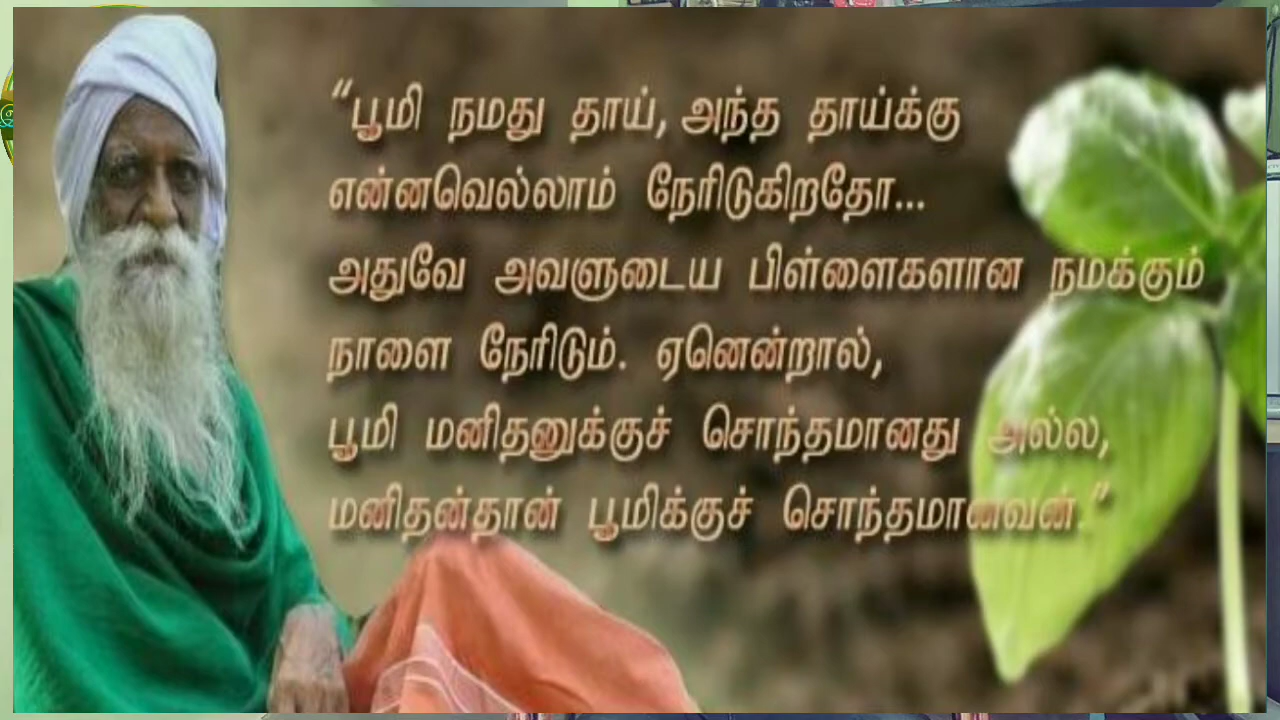 “பூமி நமது தாய், அந்த தாய்க்கு
என்னவெல்லாம் நேரிடுகிறதோ...
அதுவே அவளுடைய பிள்ளைகளான நமக்கும்
நாளை நேரிடும். ஏனென்றால்,
பூமி மனிதனுக்குச் சொந்தமானது அல்ல,
மனிதன்தான் பூமிக்குச் சொந்தமானவன்.”